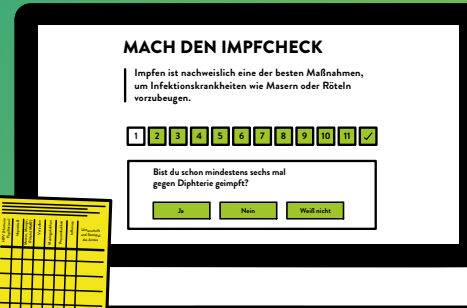 MACH DEN IMPFCHECK
Impfen ist nachweislich eine der besten Maßnahmen,
um Infektionskrankheiten wie Masern oder Röteln
vorzubeugen.
1 2 3 4 5 6 7 8 9 10 11
Bist du schon mindestens sechs mal
gegen Diphterie geimpft?
Ja Nein Weiß nicht